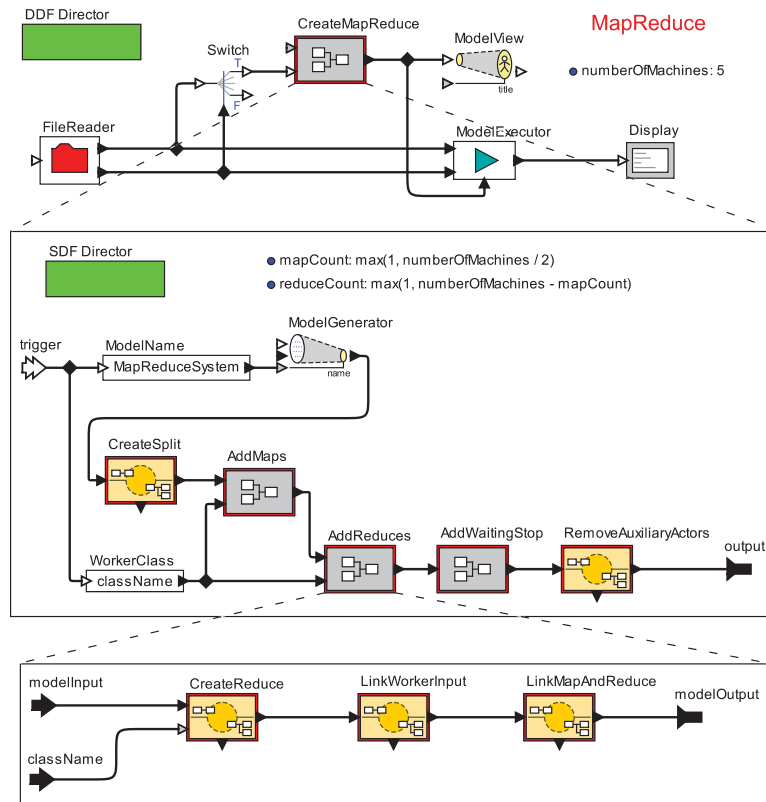 DDF Director
CreateMapReduce
MapReduce
ModelView
Switch
T
F
title
numberOfMachines: 5
FileReader
ModelExecutor
Display
SDF Director
mapCount: max(1, numberOfMachines / 2)
reduceCount: max(1, numberOfMachines - mapCount)
trigger
ModelName
MapReduceSystem
ModelGenerator
name
CreateSplit
AddMaps
WorkerClass
className
AddReduces
AddWaitingStop
RemoveAuxiliaryActors
output
modelInput
CreateReduce
LinkWorkerInput
LinkMapAndReduce
modelOutput
className